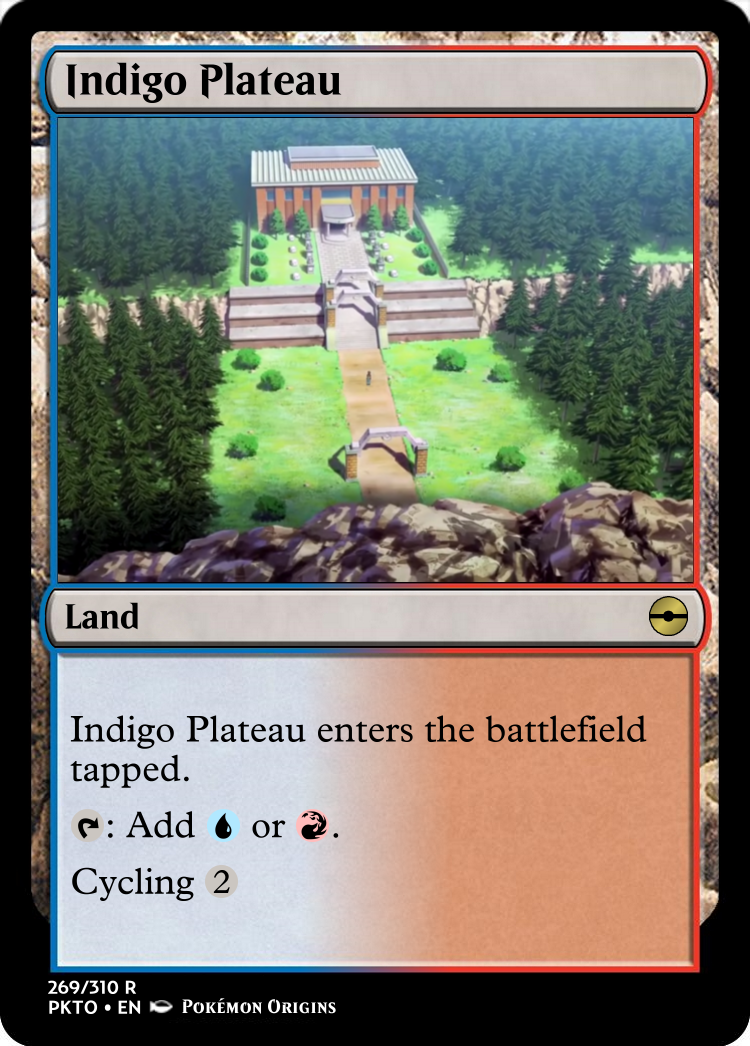 Indigo Plateau
Land
Indigo Plateau enters the battlefield
tapped.
: Add or .
Cycling 2
269/310 R
PKTO • EN Pokémon Origins